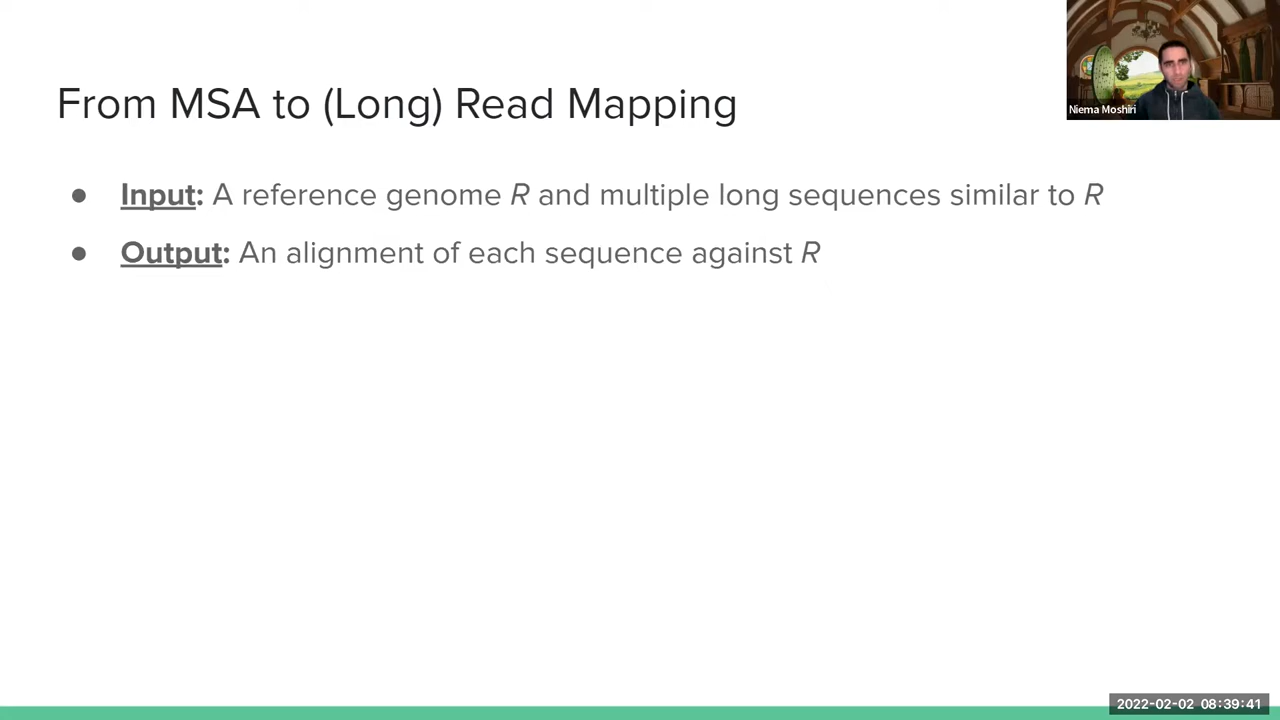 From MSA to (Long) Read Mapping
● Input: A reference genome R and multiple long sequences similar to R
● Output: An alignment of each sequence against R
Niema Moshiri
2022-02-02 08:39:41